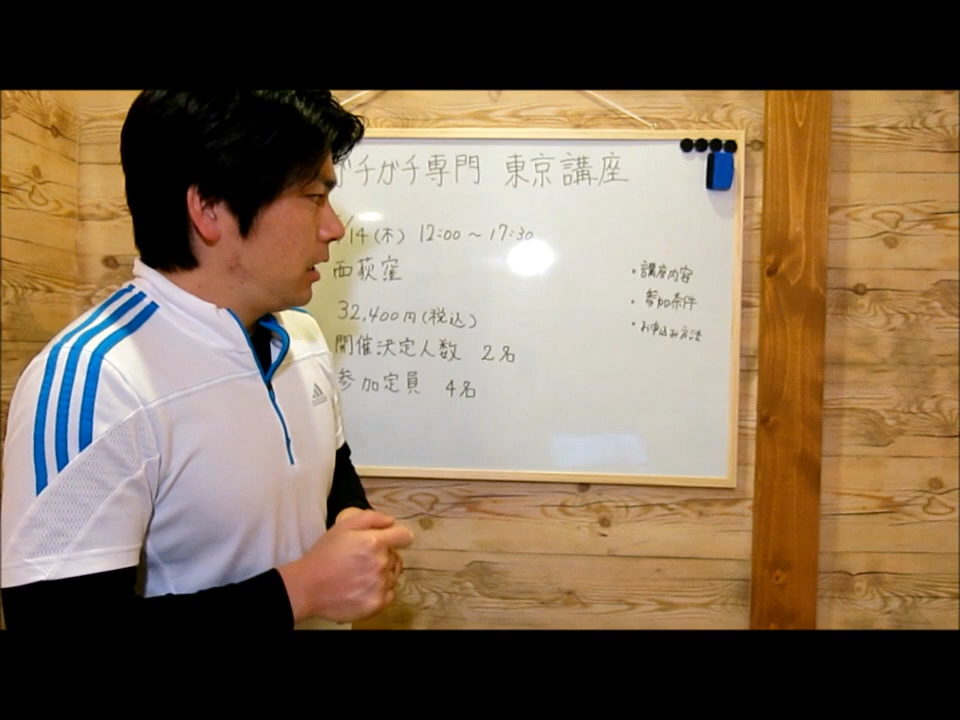 ガチガチ専門 東京講座
/14(木) 12:00～17:30
西荻窪
32,400円(税込)
開催決定人数 2名
参加定員 4名
・講座内容
・参加条件
・お申込み方法
adidas